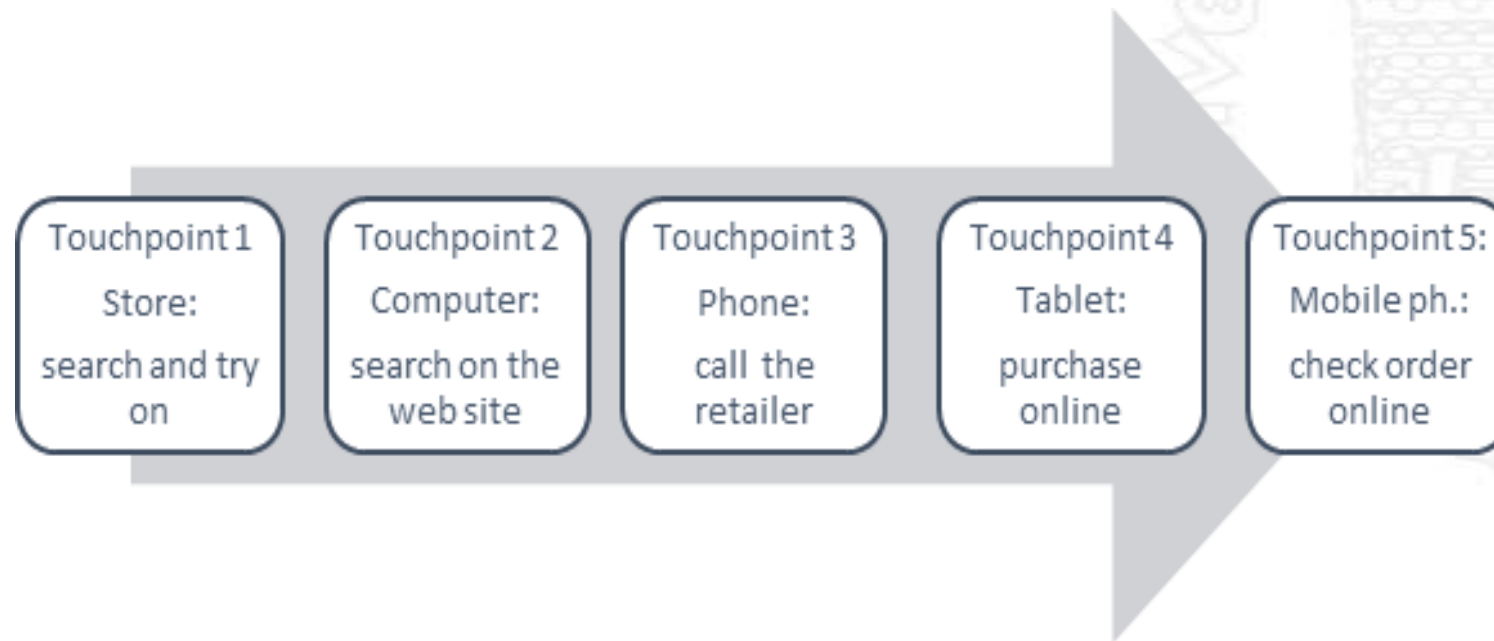 Touchpoint 1
Store:
search and try
on
Touchpoint 2
Computer:
search on the
web site
Touchpoint 3
Phone:
call the
retailer
Touchpoint 4
Tablet:
purchase
online
Touchpoint 5:
Mobile ph.:
check order
online